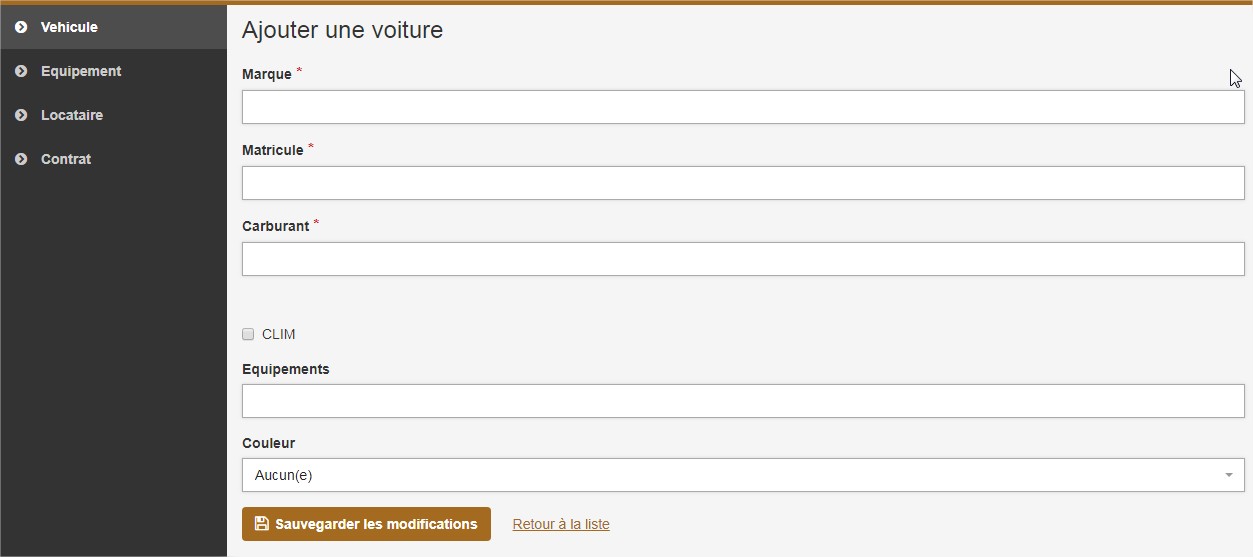 Vehicule
Equipement
Locataire
Contrat
Ajouter une voiture
Marque *
Matricule *
Carburant *
CLIM
Equipements
Couleur
Aucun(e)
Sauvegarder les modifications
Retour à la liste